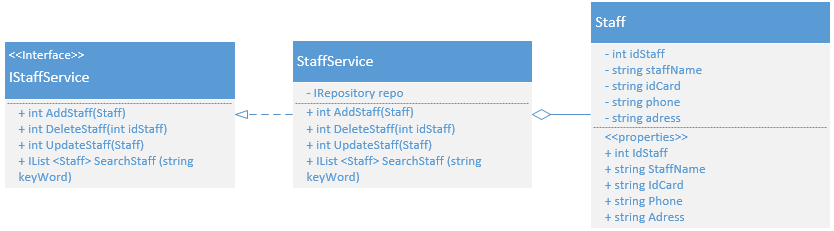 <<Interface>>
IStaffService
+ int AddStaff(Staff)
+ int DeleteStaff(int idStaff)
+ int UpdateStaff(Staff)
+ IList <Staff> SearchStaff (string
keyWord)
StaffService
- IRepository repo
+ int AddStaff(Staff)
+ int DeleteStaff(int idStaff)
+ int UpdateStaff(Staff)
+ IList <Staff> SearchStaff (string
keyWord)
Staff
- int idStaff
- string staffName
- string idCard
- string phone
- string adress
<<properties>>
+ int IdStaff
+ string StaffName
+ string IdCard
+ string Phone
+ string Adress